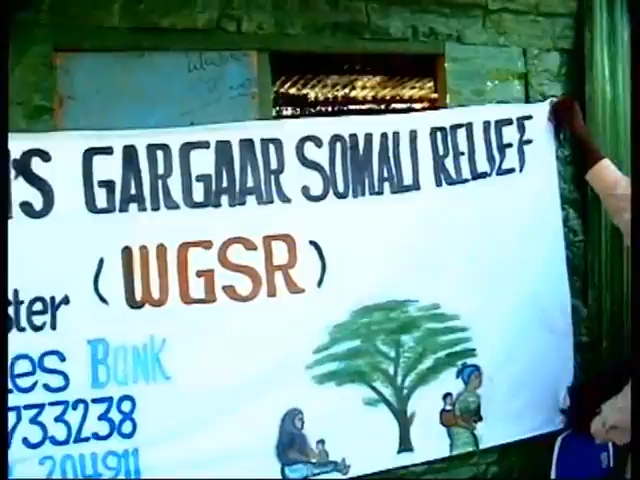 'S GARGAAR SOMALI RELIEF
(WGSR)
ster
es BANK
733238
204911